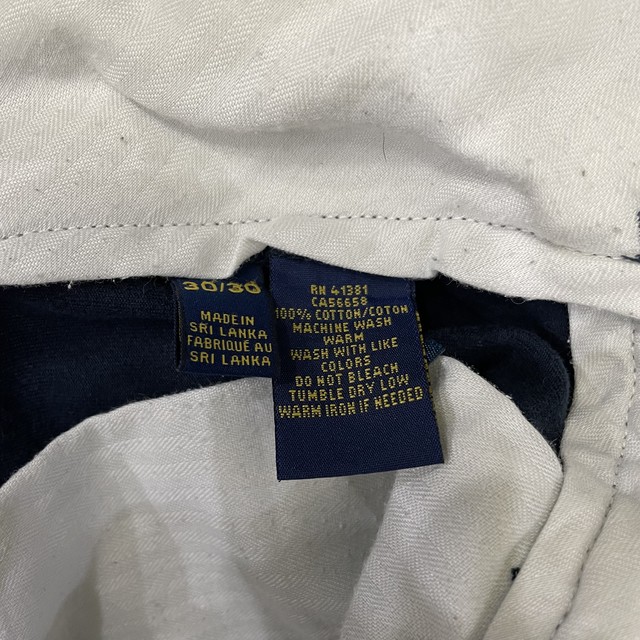 30/30
MADE IN
SRI LANKA
FABRIQUÉ AU
SRI LANKA
RN 41381
CA56658
100% COTTON/COTON
MACHINE WASH
WARM
WASH WITH LIKE
COLORS
DO NOT BLEACH
TUMBLE DRY LOW
WARM IRON IF NEEDED